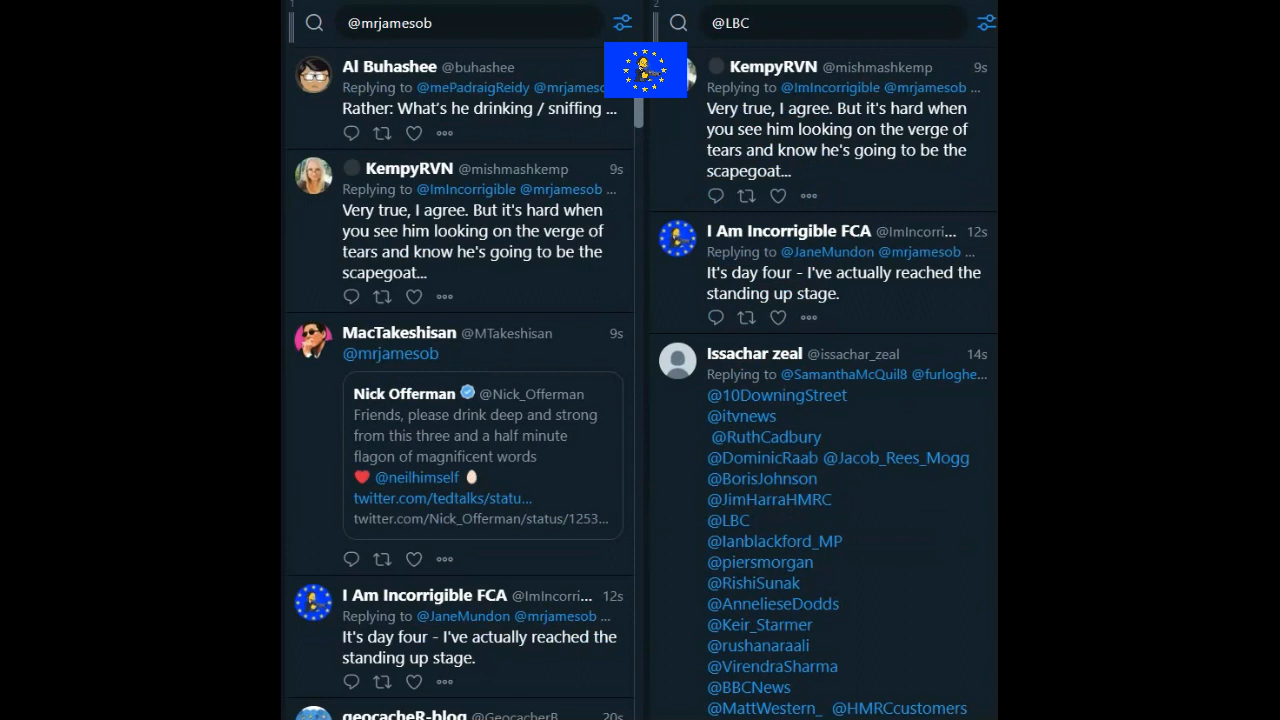 1
@mrjamesob
Al Buhashee @buhashee
Replying to @mePadraigReidy @mrjameso
Rather: What's he drinking / sniffing ...
KempyRVN @mishmashkemp 9s
Replying to @ImIncorrigible @mrjamesob ...
Very true, I agree. But it's hard when
you see him looking on the verge of
tears and know he's going to be the
scapegoat...
MacTakeshisan @MTakeshisan 9s
@mrjamesob
Nick Offerman @Nick_Offerman
Friends, please drink deep and strong
from this three and a half minute
flagon of magnificent words
@neilhimself
twitter.com/tedtalks/statu...
twitter.com/Nick_Offerman/status/1253...
I Am Incorrigible FCA @ImIncorri... 12s
Replying to @JaneMundon @mrjamesob ...
It's day four - I've actually reached the
standing up stage.
geocacheR-blog @GeocacherB 20s
2
@LBC
KempyRVN @mishmashkemp 9s
Replying to @ImIncorrigible @mrjamesob ...
Very true, I agree. But it's hard when
you see him looking on the verge of
tears and know he's going to be the
scapegoat...
I Am Incorrigible FCA @ImIncorri... 12s
Replying to @JaneMundon @mrjamesob ...
It's day four - I've actually reached the
standing up stage.
Issachar zeal @issachar_zeal 14s
Replying to @SamanthaMcQuil8 @furloghe...
@10DowningStreet
@itvnews
@RuthCadbury
@DominicRaab @Jacob_Rees_Mogg
@BorisJohnson
@JimHarraHMRC
@LBC
@Ianblackford_MP
@piersmorgan
@RishiSunak
@AnnelieseDodds
@Keir_Starmer
@rushanaraali
@VirendraSharma
@BBCNews
@MattWestern_ @HMRCcustomers